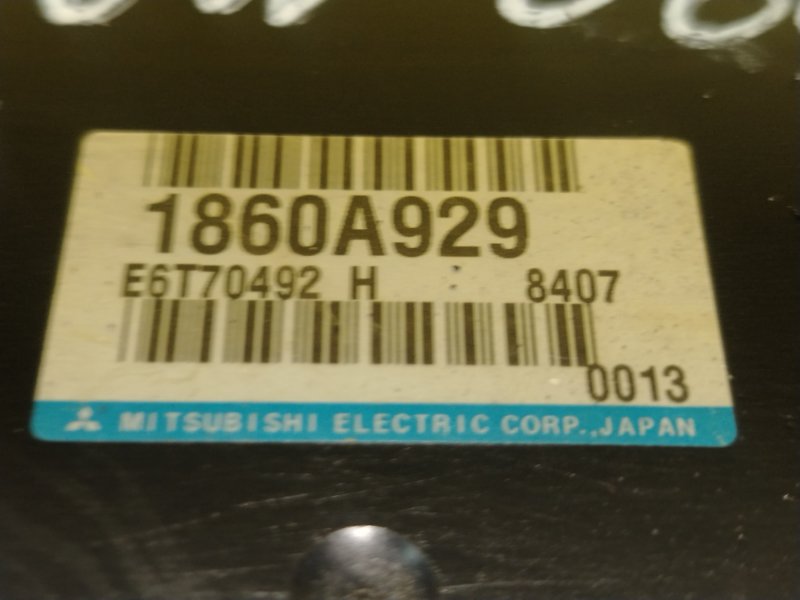 1860A929
E6T70492 H 8407
0013
MITSUBISHI ELECTRIC CORP.,JAPAN